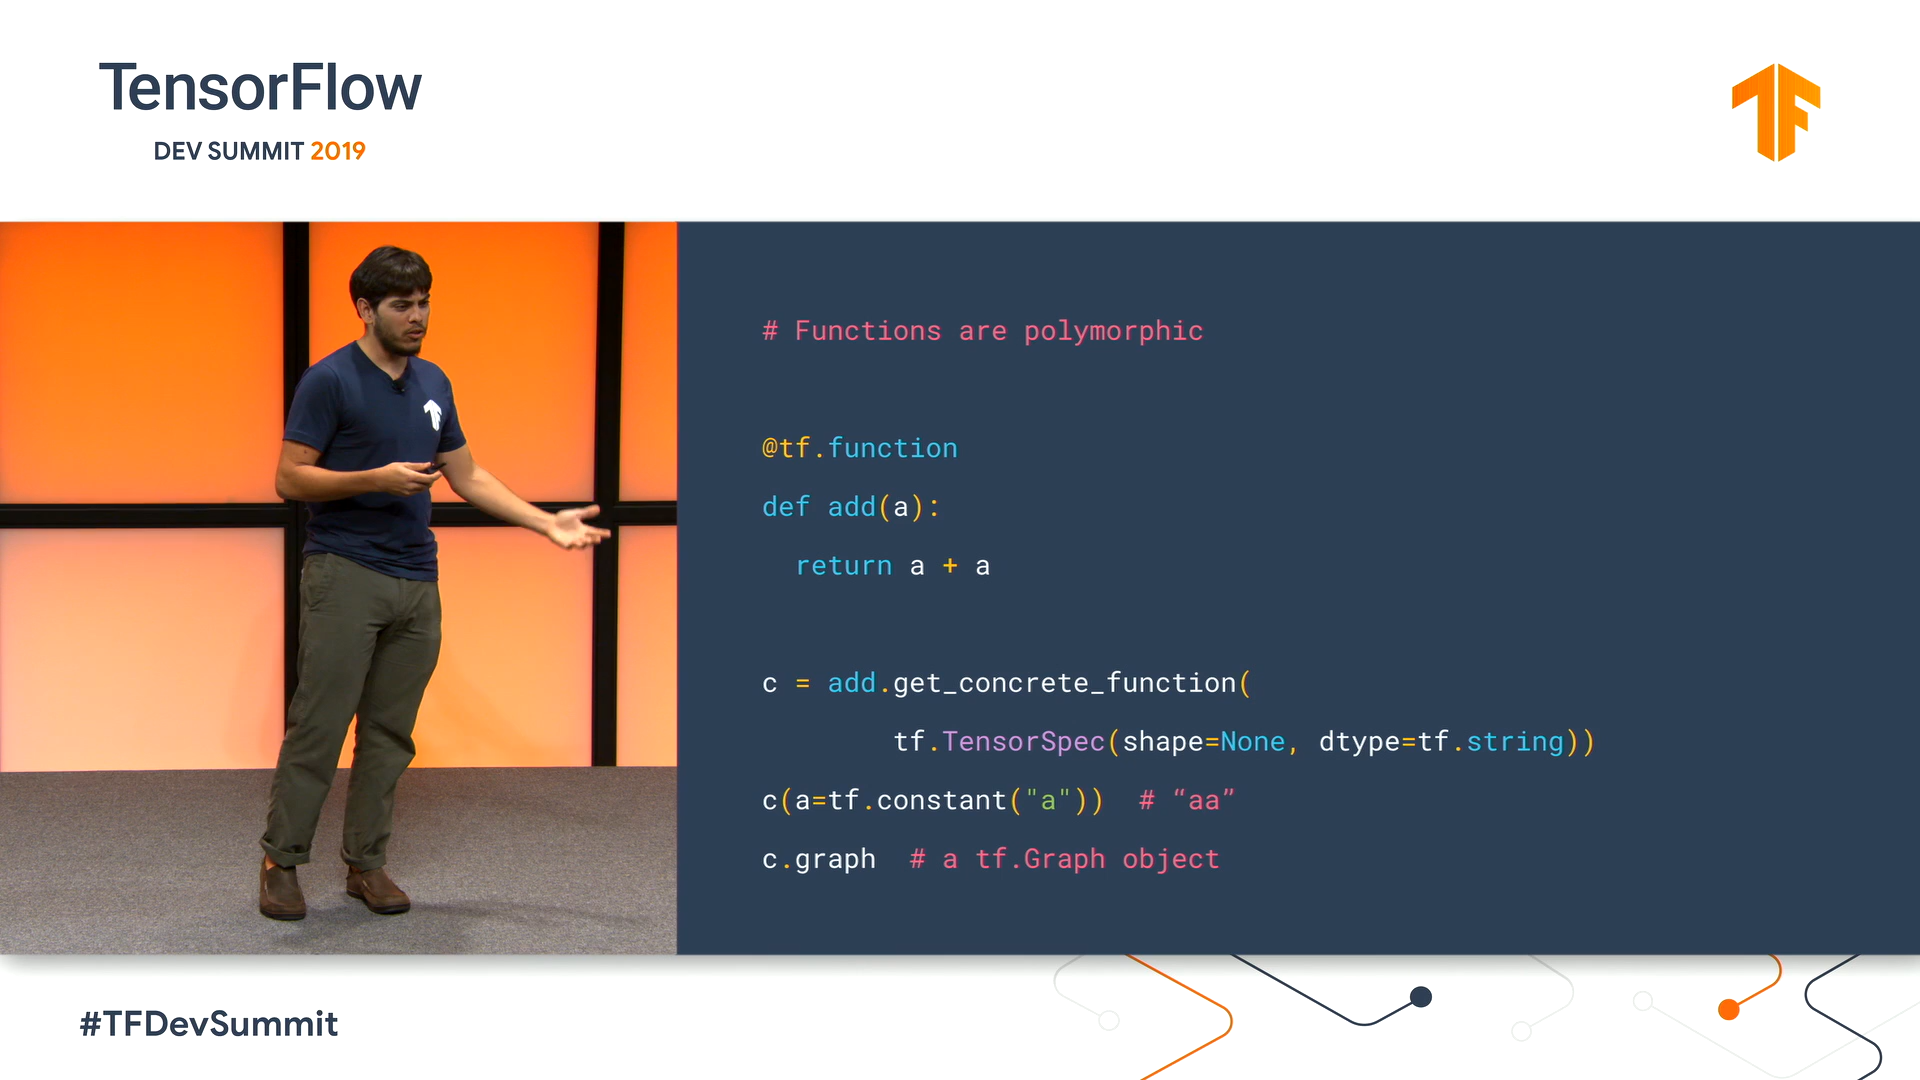 TensorFlow
DEV SUMMIT 2019
TF
# Functions are polymorphic
@tf.function
def add(a):
return a + a
c = add.get_concrete_function(
tf.TensorSpec(shape=None, dtype=tf.string))
c(a=tf.constant("a")) # “aa”
c.graph # a tf.Graph object
#TFDevSummit